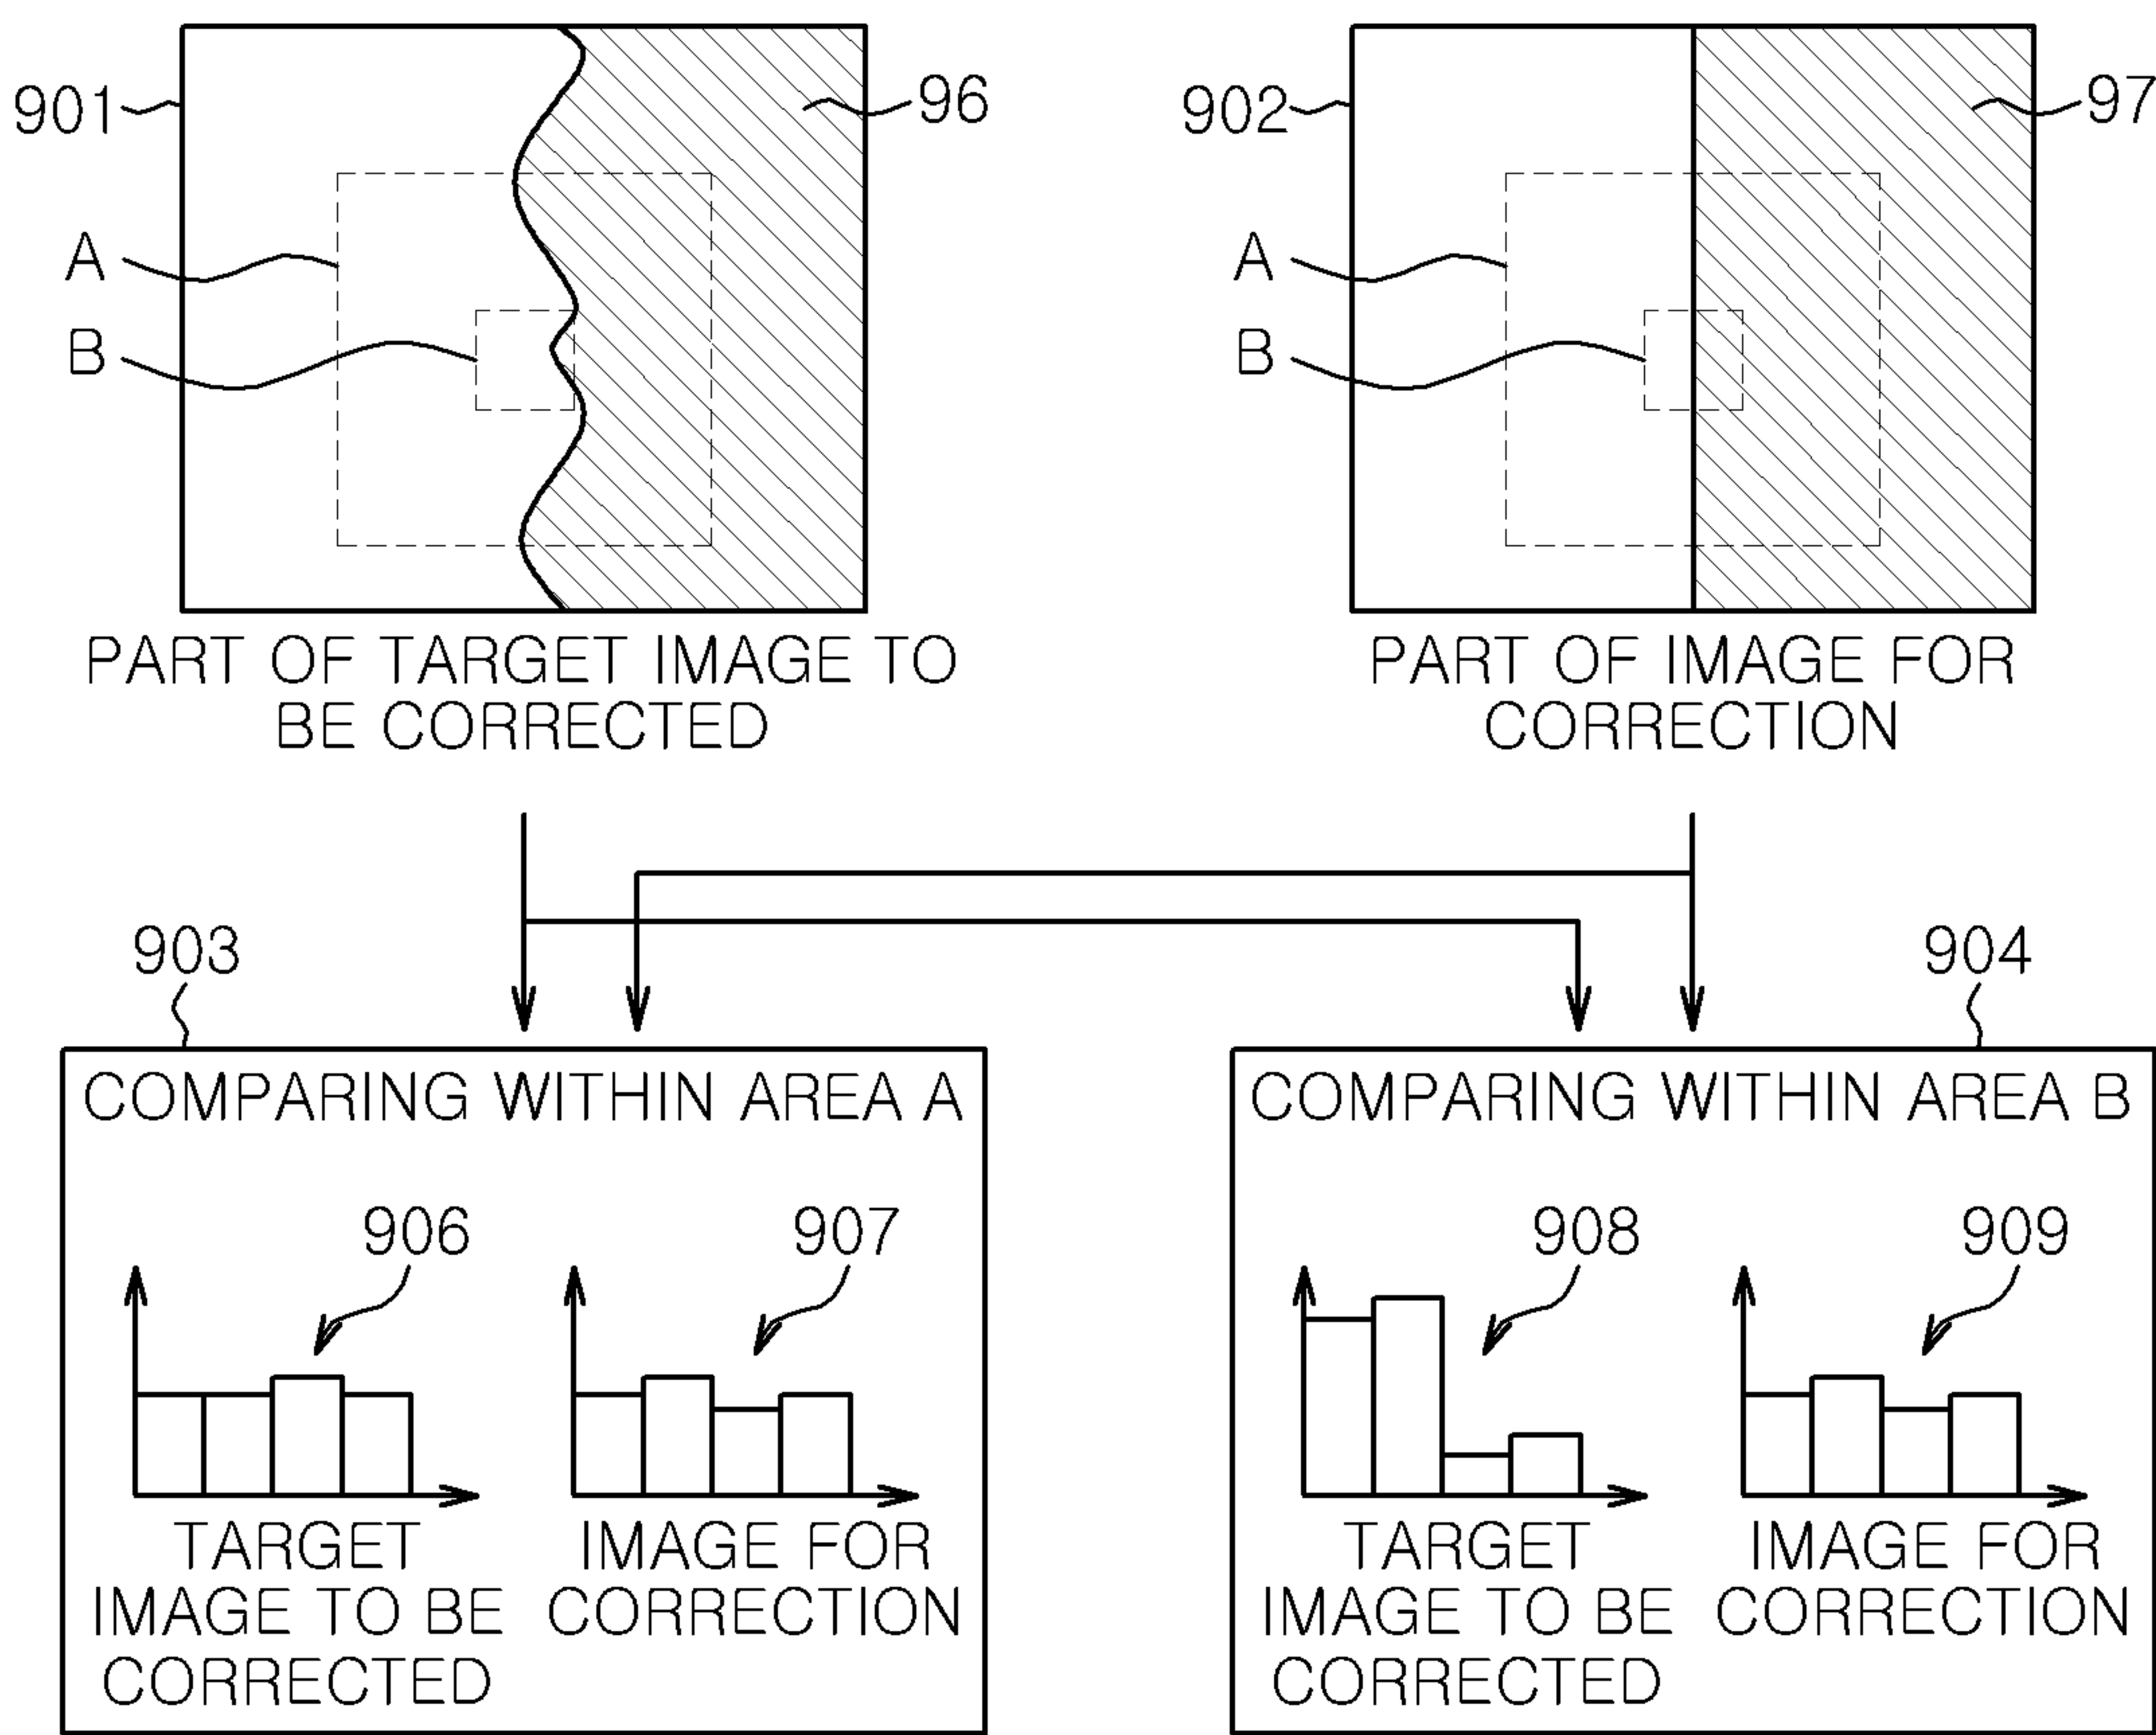 901
96
A
B
PART OF TARGET IMAGE TO
BE CORRECTED
902
97
A
B
PART OF IMAGE FOR
CORRECTION
903
COMPARING WITHIN AREA A
906
TARGET
IMAGE TO BE
CORRECTED
907
IMAGE FOR
CORRECTION
904
COMPARING WITHIN AREA B
908
TARGET
IMAGE TO BE
CORRECTED
909
IMAGE FOR
CORRECTION